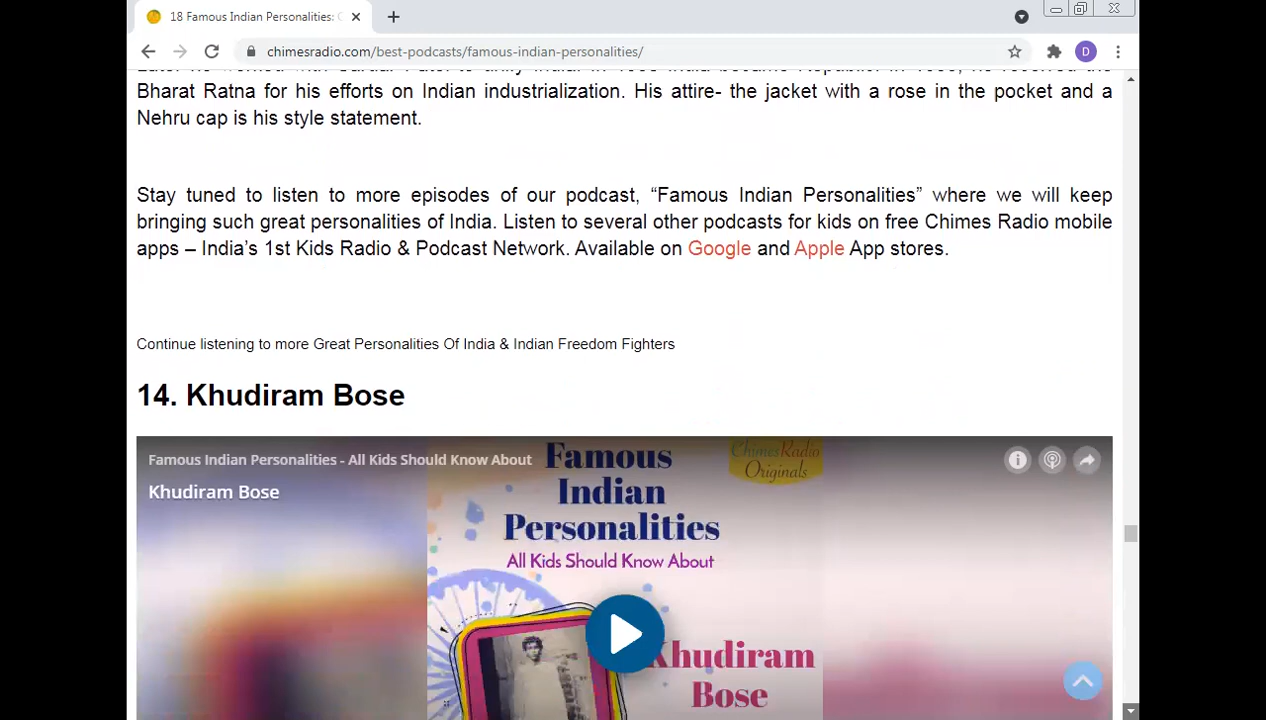 18 Famous Indian Personalities:
chimesradio.com/best-podcasts/famous-indian-personalities/
D
Bharat Ratna for his efforts on Indian industrialization. His attire- the jacket with a rose in the pocket and a
Nehru cap is his style statement.
Stay tuned to listen to more episodes of our podcast, “Famous Indian Personalities” where we will keep
bringing such great personalities of India. Listen to several other podcasts for kids on free Chimes Radio mobile
apps – India’s 1st Kids Radio & Podcast Network. Available on Google and Apple App stores.
Continue listening to more Great Personalities Of India & Indian Freedom Fighters
14. Khudiram Bose
Famous Indian Personalities - All Kids Should Know About
Khudiram Bose
ChimesRadio
Originals
Famous
Indian
Personalities
All Kids Should Know About
Khudiram
Bose